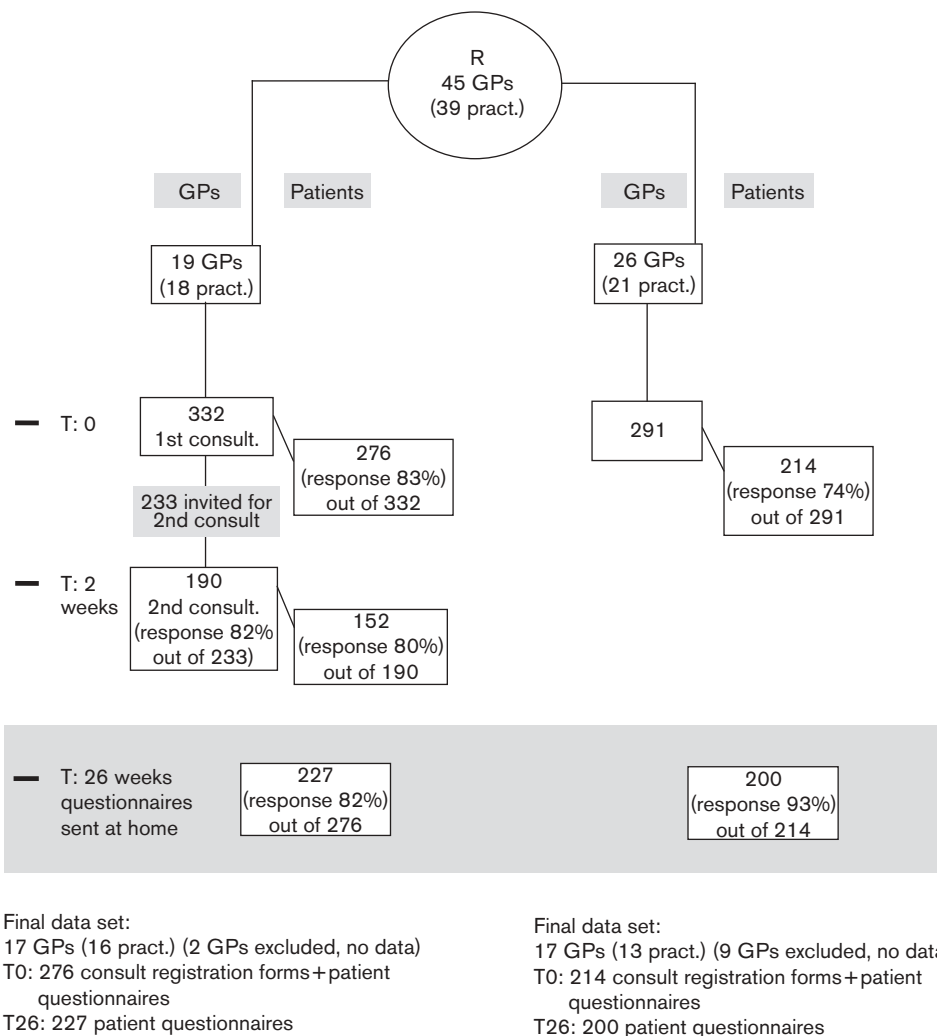 R
45 GPs
(39 pract.)
GPs
Patients
GPs
Patients
19 GPs
(18 pract.)
26 GPs
(21 pract.)
T: 0
332
1st consult.
276
(response 83%)
out of 332
291
214
(response 74%)
out of 291
233 invited for
2nd consult
T: 2
weeks
190
2nd consult.
(response 82%
out of 233)
152
(response 80%)
out of 190
T: 26 weeks
questionnaires
sent at home
227
(response 82%)
out of 276
200
(response 93%)
out of 214
Final data set:
17 GPs (16 pract.) (2 GPs excluded, no data)
T0: 276 consult registration forms+patient
questionnaires
T26: 227 patient questionnaires
Final data set:
17 GPs (13 pract.) (9 GPs excluded, no data
T0: 214 consult registration forms+patient
questionnaires
T26: 200 patient questionnaires